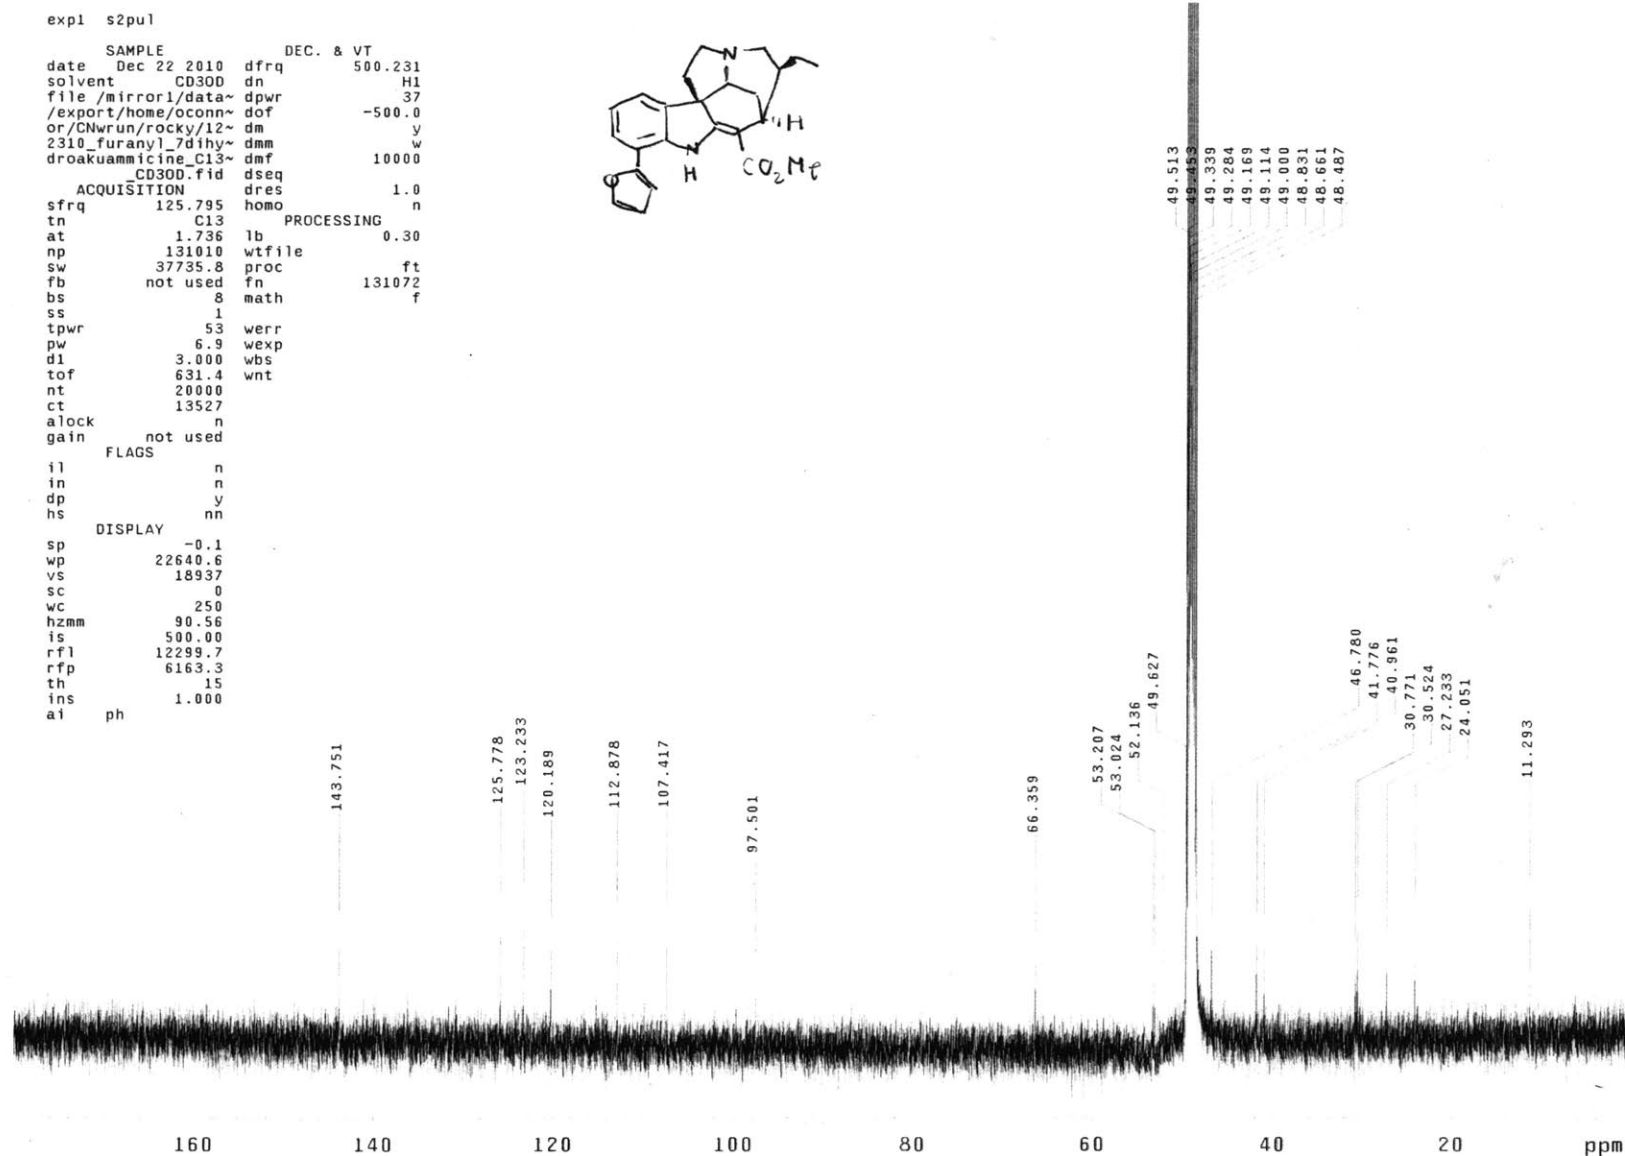 exp1 s2pul
SAMPLE DEC. & VT
date Dec 22 2010 dfrq 500.231
solvent CD3OD dn H1
file /mirror1/data~ dpwr 37
/export/home/oconn~ dof -500.0
or/CNwrun/rocky/12~ dm y
2310_furanyl_7dihy~ dmm w
droakuammicine_C13~ dmf 10000
_CD3OD.fid dseq
ACQUISITION dres 1.0
sfrq 125.795 homo n
tn C13 PROCESSING
at 1.736 lb 0.30
np 131010 wtfile
sw 37735.8 proc ft
fb not used fn 131072
bs 8 math f
ss 1
tpwr 53 werr
pw 6.9 wexp
d1 3.000 wbs
tof 631.4 wnt
nt 20000
ct 13527
alock n
gain not used
FLAGS
il n
in n
dp y
hs nn
DISPLAY
sp -0.1
wp 22640.6
vs 18937
sc 0
wc 250
hzmm 90.56
is 500.00
rfl 12299.7
rfp 6163.3
th 15
ins 1.000
ai ph
N
H
N
H
CO2Me
O
49.513
49.453
49.339
49.284
49.169
49.114
49.000
48.831
48.661
48.487
143.751
125.778
123.233
120.189
112.878
107.417
97.501
66.359
53.207
53.024
52.136
49.627
46.780
41.776
40.961
30.771
30.524
27.233
24.051
11.293
160 140 120 100 80 60 40 20 ppm